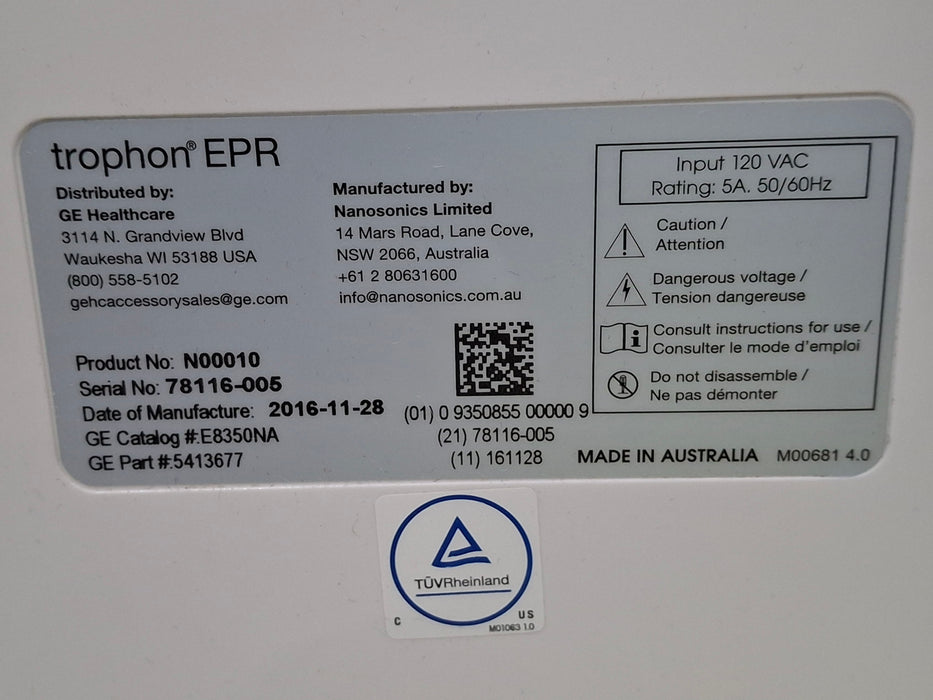 trophon® EPR
Distributed by:
GE Healthcare
3114 N. Grandview Blvd
Waukesha WI 53188 USA
(800) 558-5102
gehcaccessorysales@ge.com
Manufactured by:
Nanosonics Limited
14 Mars Road, Lane Cove,
NSW 2066, Australia
+61 2 80631600
info@nanosonics.com.au
Input 120 VAC
Rating: 5A. 50/60Hz
Caution /
Attention
Dangerous voltage /
Tension dangereuse
Consult instructions for use /
Consulter le mode d'emploi
Do not disassemble /
Ne pas démonter
Product No: N00010
Serial No: 78116-005
Date of Manufacture: 2016-11-28
GE Catalog #:E8350NA
GE Part #:5413677
(01) 0 9350855 00000 9
(21) 78116-005
(11) 161128
MADE IN AUSTRALIA M00681 4.0
TÜVRheinland
C US
M01063 1.0